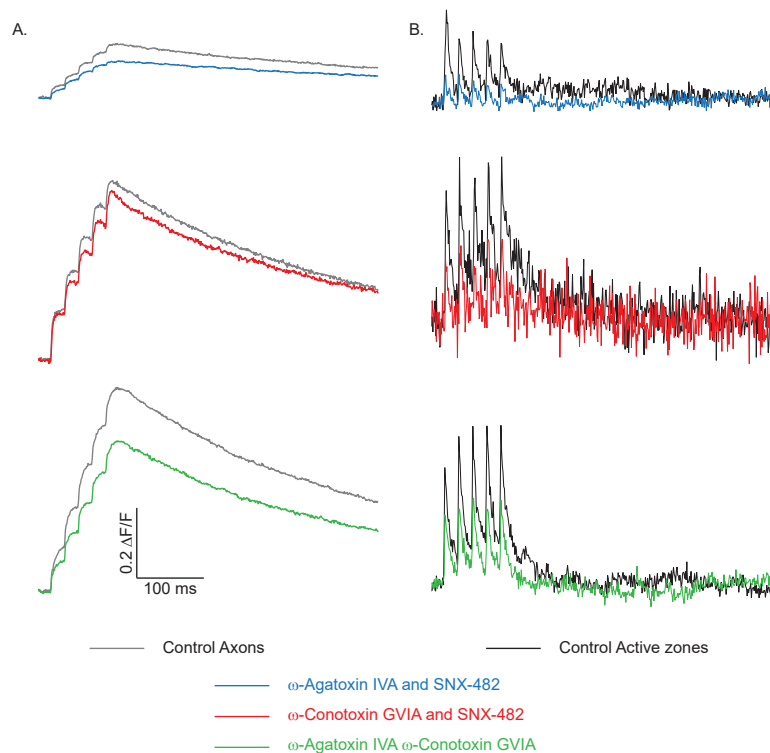 A.
B.
0.2 ΔF/F
100 ms
Control Axons
Control Active zones
ω-Agatoxin IVA and SNX-482
ω-Conotoxin GVIA and SNX-482
ω-Agatoxin IVA ω-Conotoxin GVIA